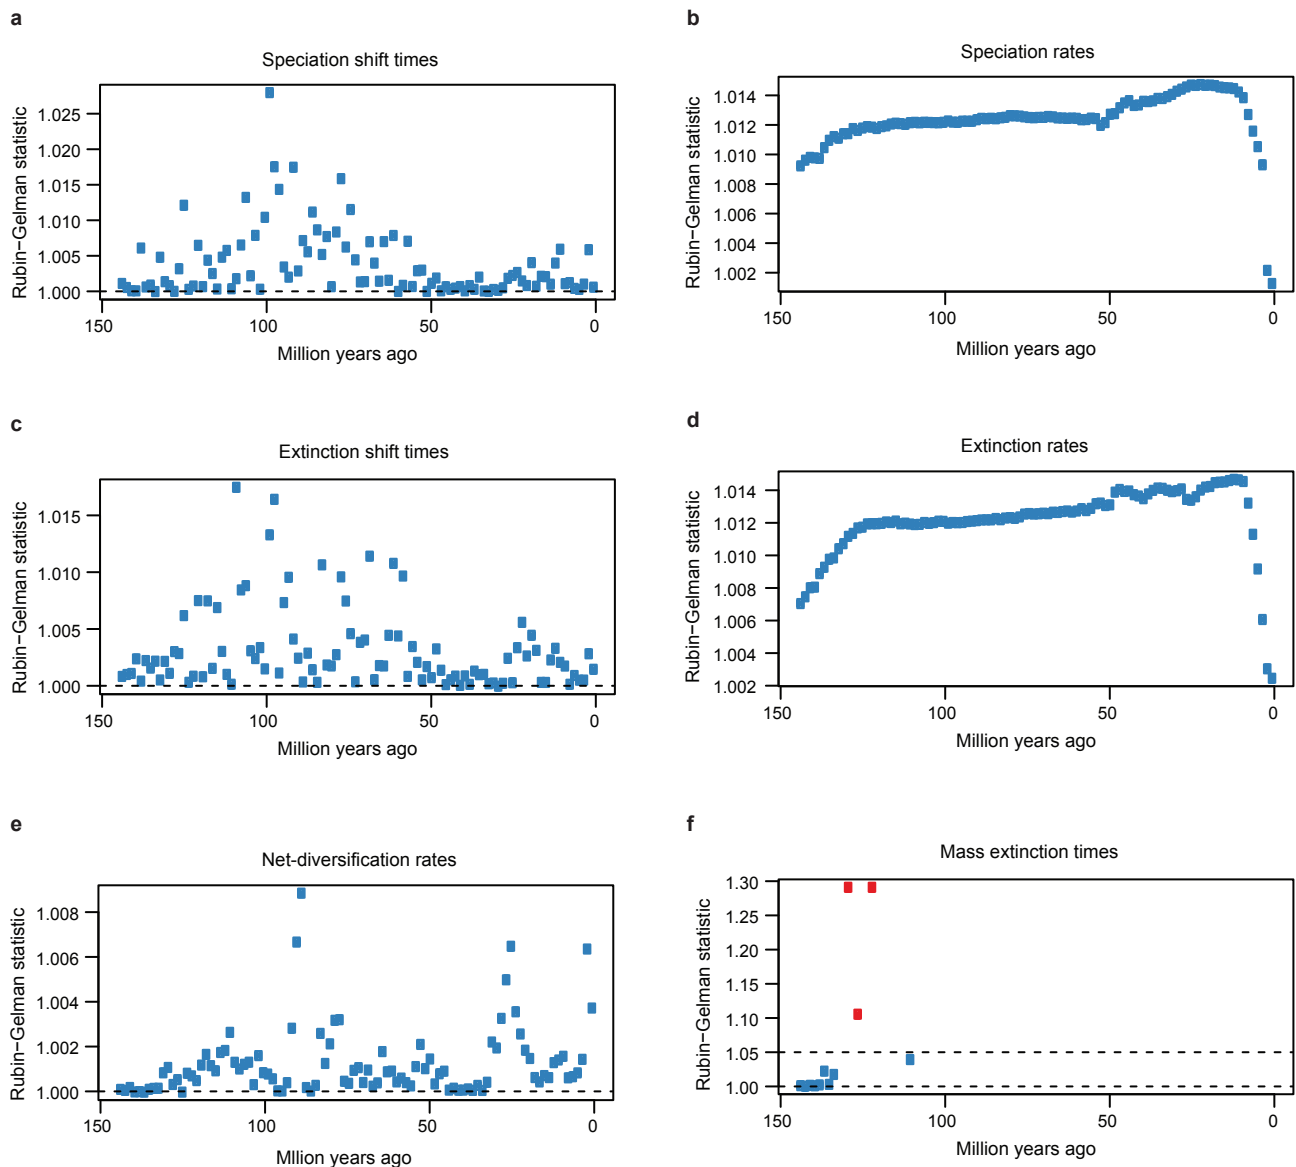 a
Speciation shift times
Rubin−Gelman statistic
1.025
1.020
1.015
1.010
1.005
1.000
150
100
50
0
Million years ago
b
Speciation rates
Rubin−Gelman statistic
1.014
1.012
1.010
1.008
1.006
1.004
1.002
150
100
50
0
Million years ago
c
Extinction shift times
Rubin−Gelman statistic
1.015
1.010
1.005
1.000
150
100
50
0
Million years ago
d
Extinction rates
Rubin−Gelman statistic
1.014
1.012
1.010
1.008
1.006
1.004
1.002
150
100
50
0
Million years ago
e
Net-diversification rates
Rubin−Gelman statistic
1.008
1.006
1.004
1.002
1.000
150
100
50
0
MIlion years ago
f
Mass extinction times
Rubin−Gelman statistic
1.30
1.25
1.20
1.15
1.10
1.05
1.00
150
100
50
0
Million years ago